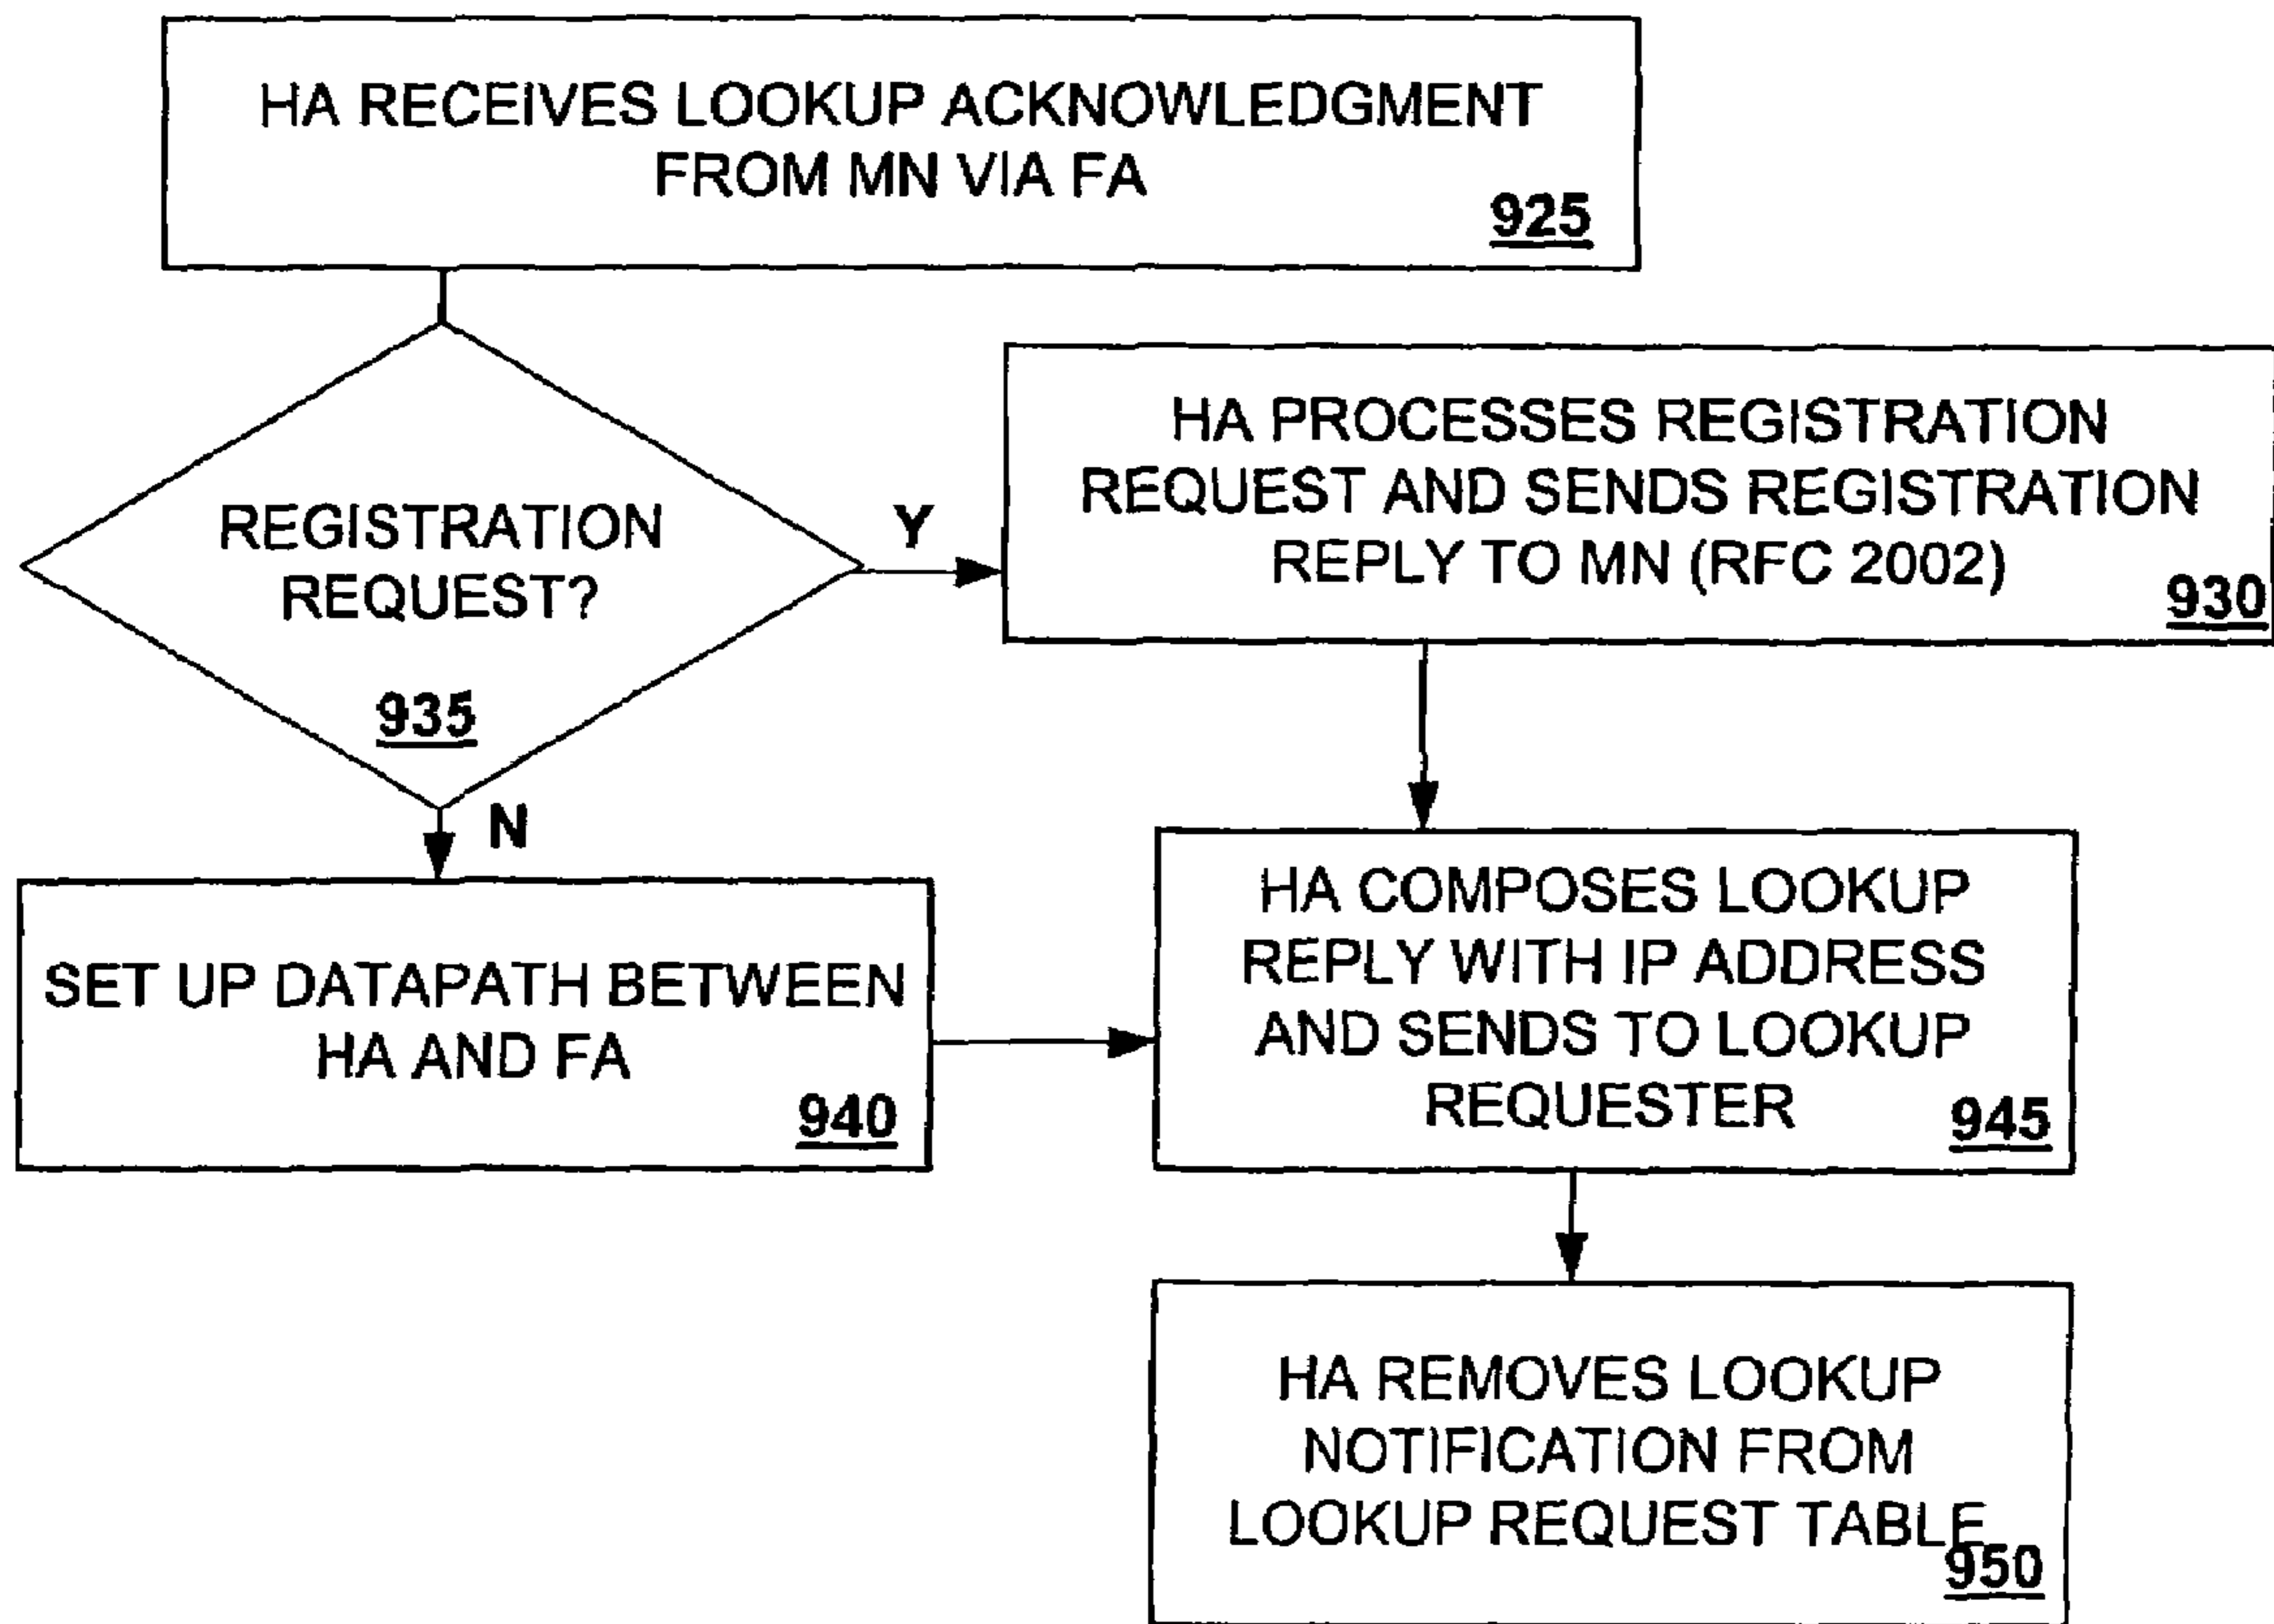 HA RECEIVES LOOKUP ACKNOWLEDGMENT
FROM MN VIA FA
925
REGISTRATION
REQUEST?
935
Y
N
HA PROCESSES REGISTRATION
REQUEST AND SENDS REGISTRATION
REPLY TO MN (RFC 2002)
930
SET UP DATAPATH BETWEEN
HA AND FA
940
HA COMPOSES LOOKUP
REPLY WITH IP ADDRESS
AND SENDS TO LOOKUP
REQUESTER
945
HA REMOVES LOOKUP
NOTIFICATION FROM
LOOKUP REQUEST TABLE
950